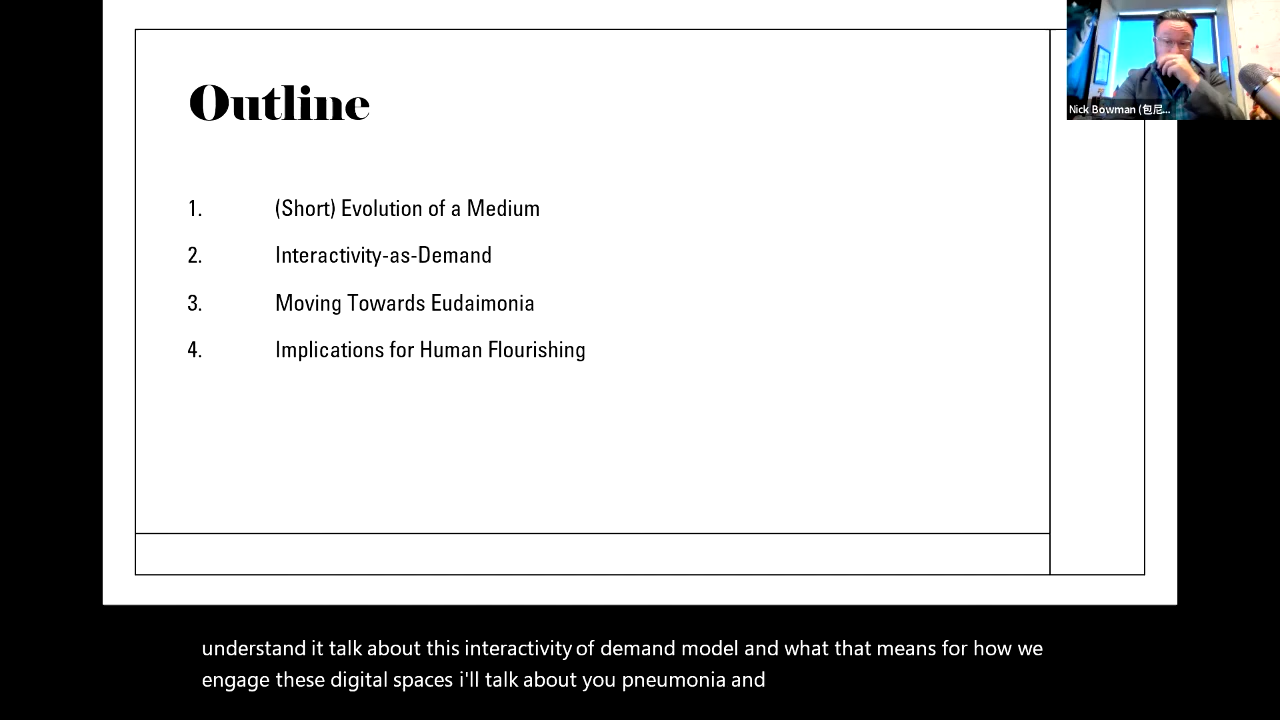 Outline
1. (Short) Evolution of a Medium
2. Interactivity-as-Demand
3. Moving Towards Eudaimonia
4. Implications for Human Flourishing
Nick Bowman (包尼...
understand it talk about this interactivity of demand model and what that means for how we
engage these digital spaces i'll talk about you pneumonia and